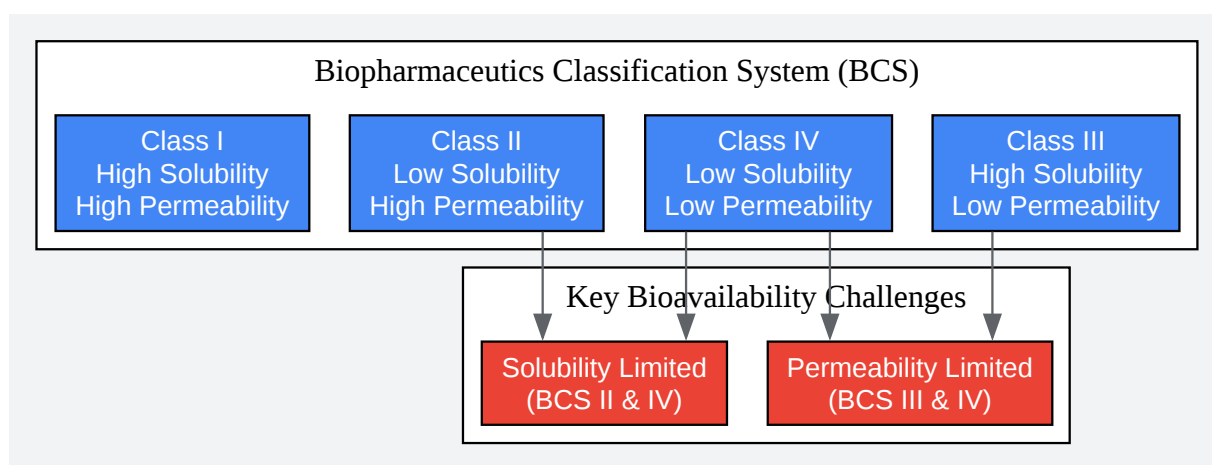 Biopharmaceutics Classification System (BCS)
Class I
High Solubility
High Permeability
Class II
Low Solubility
High Permeability
Class IV
Low Solubility
Low Permeability
Class III
High Solubility
Low Permeability
Key Bioavailability Challenges
Solubility Limited
(BCS II & IV)
Permeability Limited
(BCS III & IV)